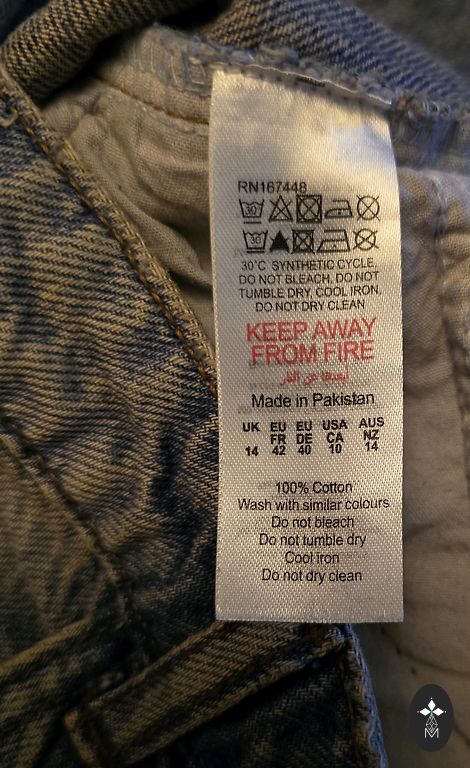 RN167448
30
30
30°C SYNTHETIC CYCLE,
DO NOT BLEACH, DO NOT
TUMBLE DRY, COOL IRON,
DO NOT DRY CLEAN
KEEP AWAY
FROM FIRE
أبعدها عن النار
Made in Pakistan
UK EU EU USA AUS
FR DE CA NZ
14 42 40 10 14
100% Cotton
Wash with similar colours
Do not bleach
Do not tumble dry
Cool iron
Do not dry clean
M